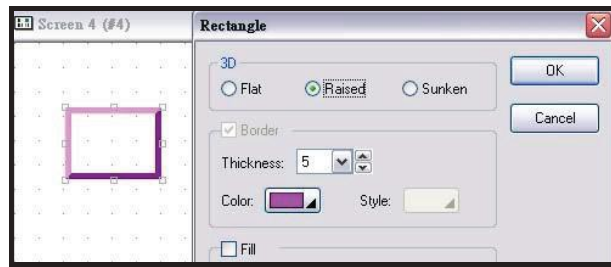 Screen 4 (#4)
Rectangle
3D
Flat
Raised
Sunken
OK
Cancel
Border
Thickness: 5
Color:
Style:
Fill